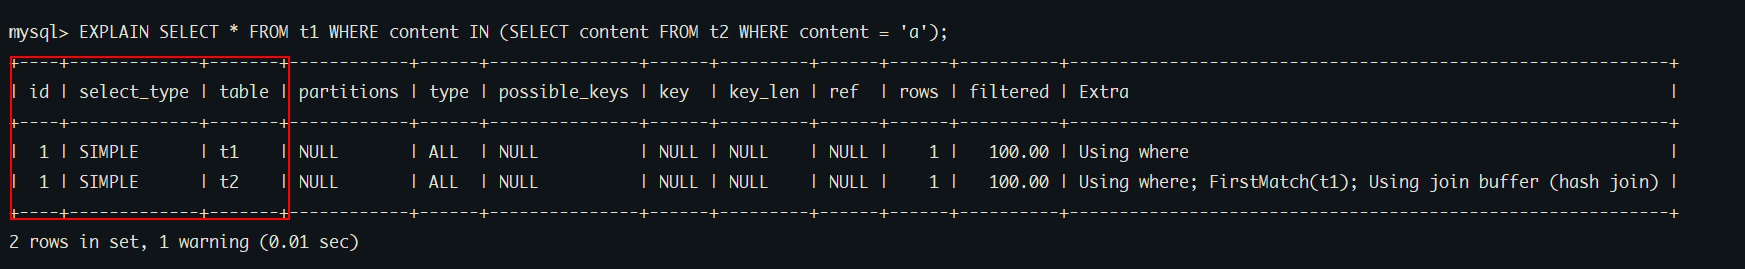 mysql> EXPLAIN SELECT * FROM t1 WHERE content IN (SELECT content FROM t2 WHERE content = 'a');
+----+-------------+-------+------------+------+---------------+------+---------+------+------+----------+-----------------------------------------------------------+
| id | select_type | table | partitions | type | possible_keys | key  | key_len | ref  | rows | filtered | Extra                                                     |
+----+-------------+-------+------------+------+---------------+------+---------+------+------+----------+-----------------------------------------------------------+
|  1 | SIMPLE      | t1    | NULL       | ALL  | NULL          | NULL | NULL    | NULL |    1 |   100.00 | Using where                                               |
|  1 | SIMPLE      | t2    | NULL       | ALL  | NULL          | NULL | NULL    | NULL |    1 |   100.00 | Using where; FirstMatch(t1); Using join buffer (hash join) |
+----+-------------+-------+------------+------+---------------+------+---------+------+------+----------+-----------------------------------------------------------+
2 rows in set, 1 warning (0.01 sec)